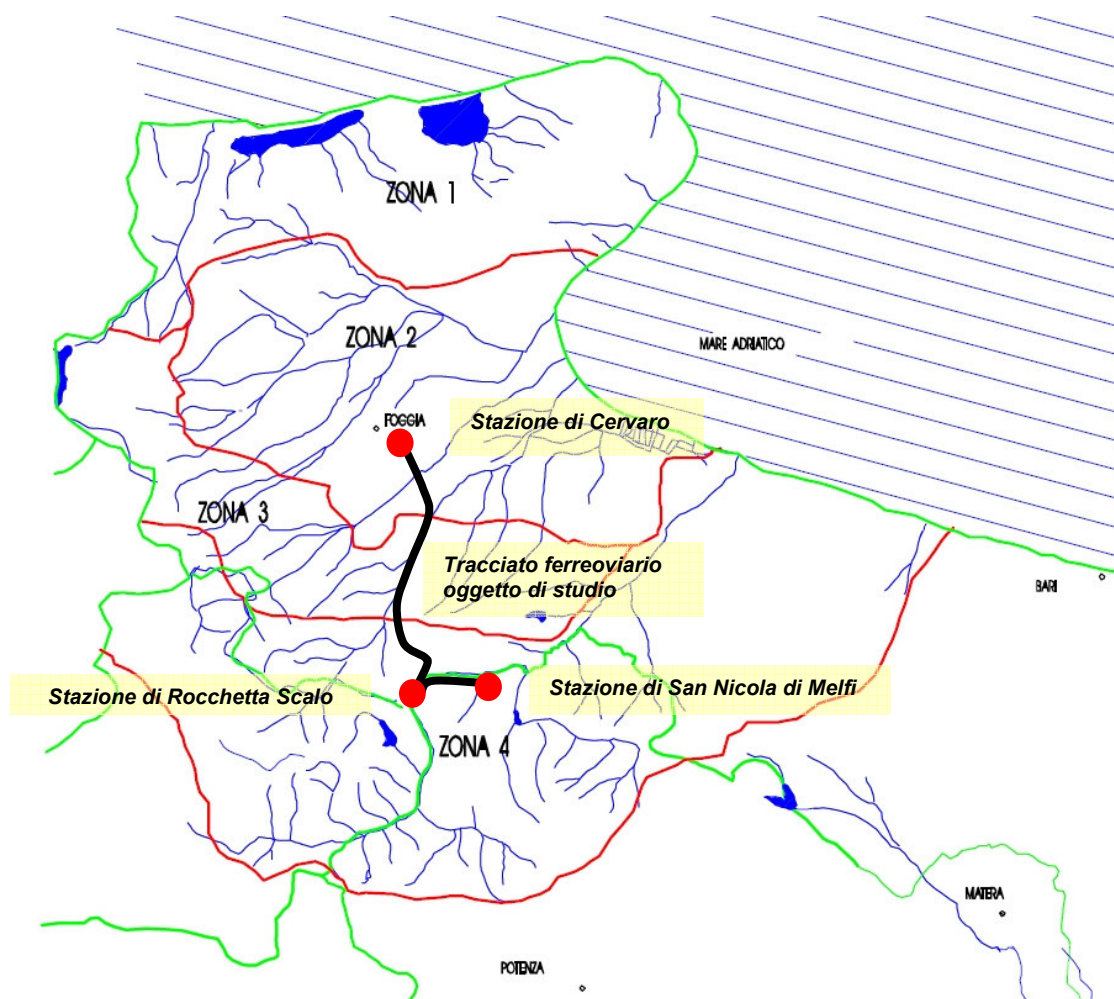 ZONA 1
ZONA 2
MARE ADRIATICO
FOGGIA
Stazione di Cervaro
ZONA 3
Tracciato ferreoviario
oggetto di studio
BARI
Stazione di Rocchetta Scalo
Stazione di San Nicola di Melfi
ZONA 4
MATERA
POTENZA